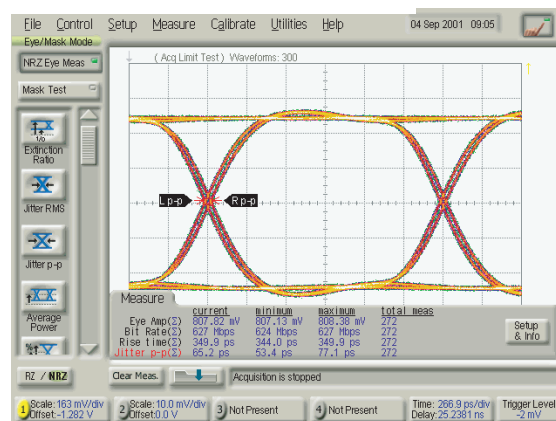 File Control Setup Measure Calibrate Utilities Help 04 Sep 2001 09:05
Eye/Mask Mode
NRZ Eye Meas
( Acq Limit Test ) Waveforms: 300
Mask Test
Extinction
Ratio
Jitter RMS
L p-p R p-p
Jitter p-p
Average
Power
Measure
current minimum maximum total meas
Eye Amp(Σ) 807.82 mV 807.13 mV 808.38 mV 272
Bit Rate(Σ) 627 Mbps 624 Mbps 627 Mbps 272
Rise time(Σ) 349.9 ps 344.0 ps 349.9 ps 272
Jitter p-p(Σ) 65.2 ps 53.4 ps 77.1 ps 272
Setup
& Info
RZ / NRZ Clear Meas. Acquisition is stopped
1 Scale: 163 mV/div 2 Scale: 10.0 mV/div 3 Not Present 4 Not Present Time: 266.9 ps/div Trigger Level
Offset:-1.282 V Offset:0.0 V Delay:25.2381 ns -2 mV